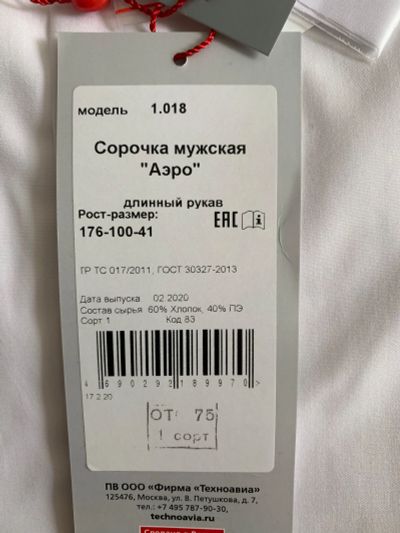 модель 1.018
Сорочка мужская
"Аэро"
длинный рукав
Рост-размер:
176-100-41
EAC
ТР ТС 017/2011, ГОСТ 30327-2013
Дата выпуска 02.2020
Состав сырья 60% Хлопок, 40% ПЭ
Сорт 1 Код 83
4 690292 189970 >
17 2 20
ОТК 75
1 сорт
ПВ ООО «Фирма «Техноавиа»
125476, Москва, ул. В. Петушкова, д. 7,
тел.: +7 495 787-90-30,
technoavia.ru
Сделано в